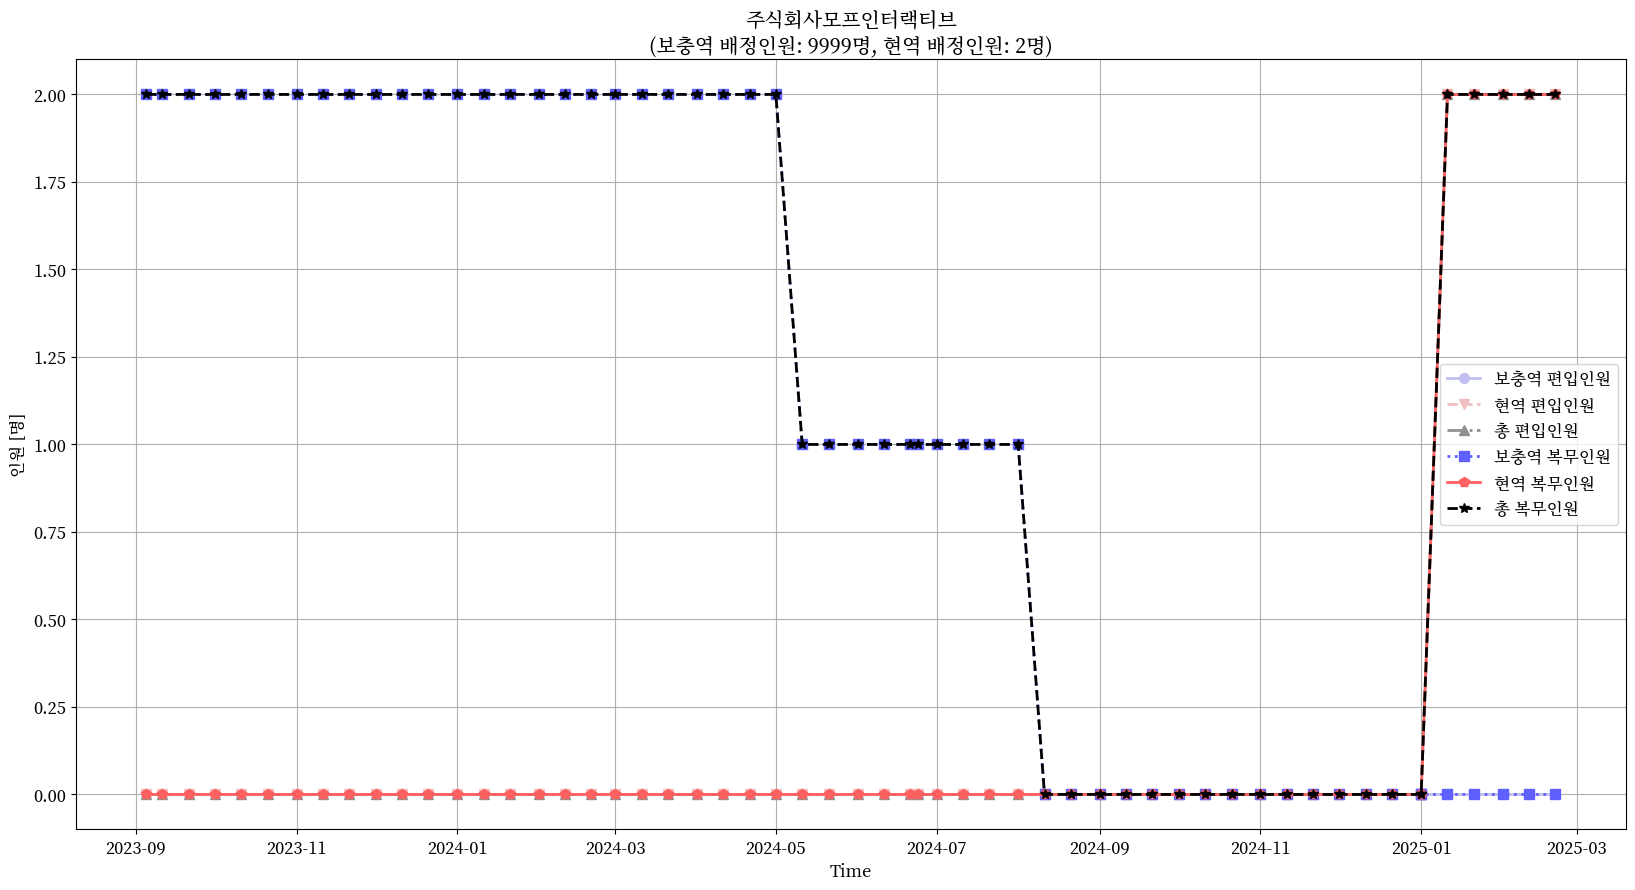 주식회사모프인터랙티브
(보충역 배정인원: 9999명, 현역 배정인원: 2명)
인원 [명]
2.00
1.75
1.50
1.25
1.00
0.75
0.50
0.25
0.00
보충역 편입인원
현역 편입인원
총 편입인원
보충역 복무인원
현역 복무인원
총 복무인원
2023-09 2023-11 2024-01 2024-03 2024-05 2024-07 2024-09 2024-11 2025-01 2025-03
Time